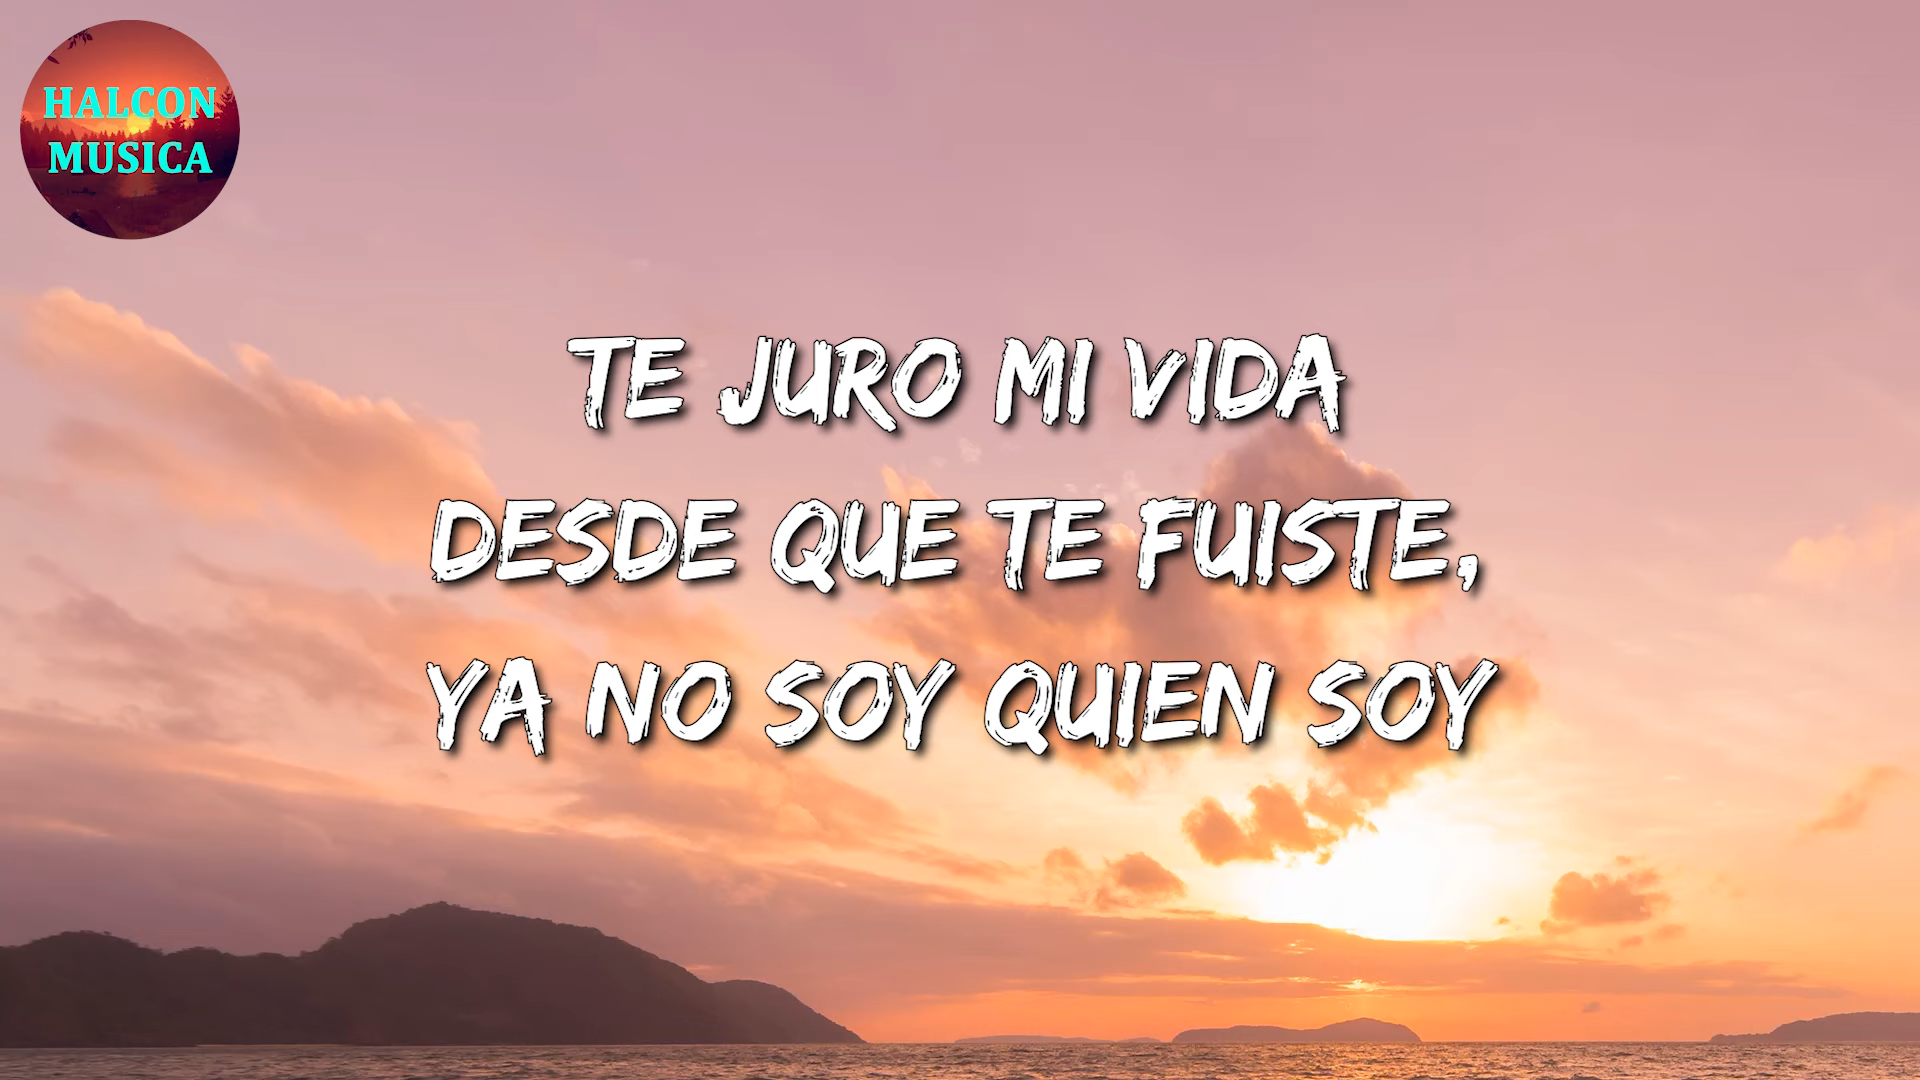 HALCON
MUSICA
TE JURO MI VIDA
DESDE QUE TE FUISTE,
YA NO SOY QUIEN SOY